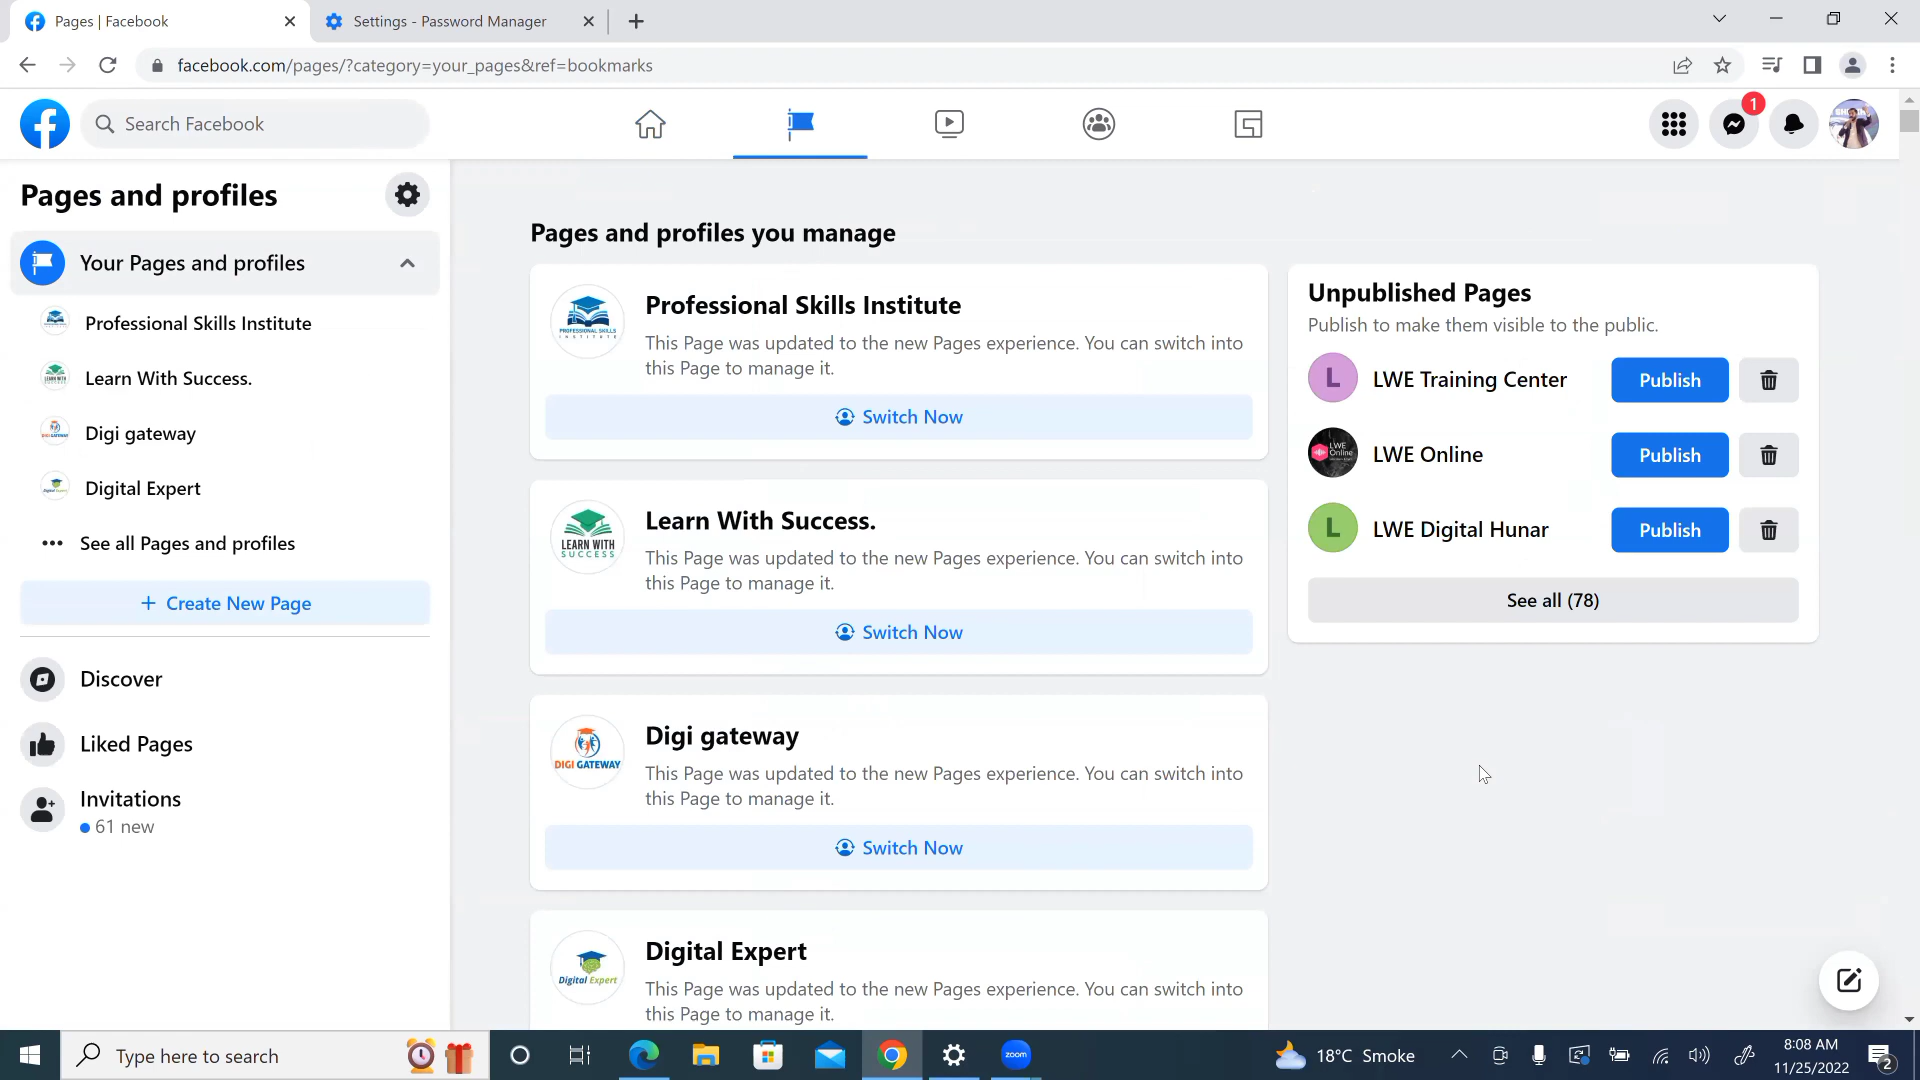 Pages | Facebook
Settings - Password Manager
facebook.com/pages/?category=your_pages&ref=bookmarks
Search Facebook
1
Pages and profiles
Your Pages and profiles
Professional Skills Institute
Learn With Success.
Digi gateway
Digital Expert
See all Pages and profiles
+ Create New Page
Discover
Liked Pages
Invitations
61 new
Pages and profiles you manage
PROFESSIONAL SKILLS
INSTITUTE
Professional Skills Institute
This Page was updated to the new Pages experience. You can switch into
this Page to manage it.
Switch Now
LEARN WITH
SUCCESS
Learn With Success.
This Page was updated to the new Pages experience. You can switch into
this Page to manage it.
Switch Now
DIGI GATEWAY
Digi gateway
This Page was updated to the new Pages experience. You can switch into
this Page to manage it.
Switch Now
Digital Expert
Digital Expert
This Page was updated to the new Pages experience. You can switch into
this Page to manage it.
Unpublished Pages
Publish to make them visible to the public.
L
LWE Training Center
Publish
LWE
Online
LWE Online
Publish
L
LWE Digital Hunar
Publish
See all (78)
Type here to search
zoom
18°C Smoke
8:08 AM
11/25/2022
2